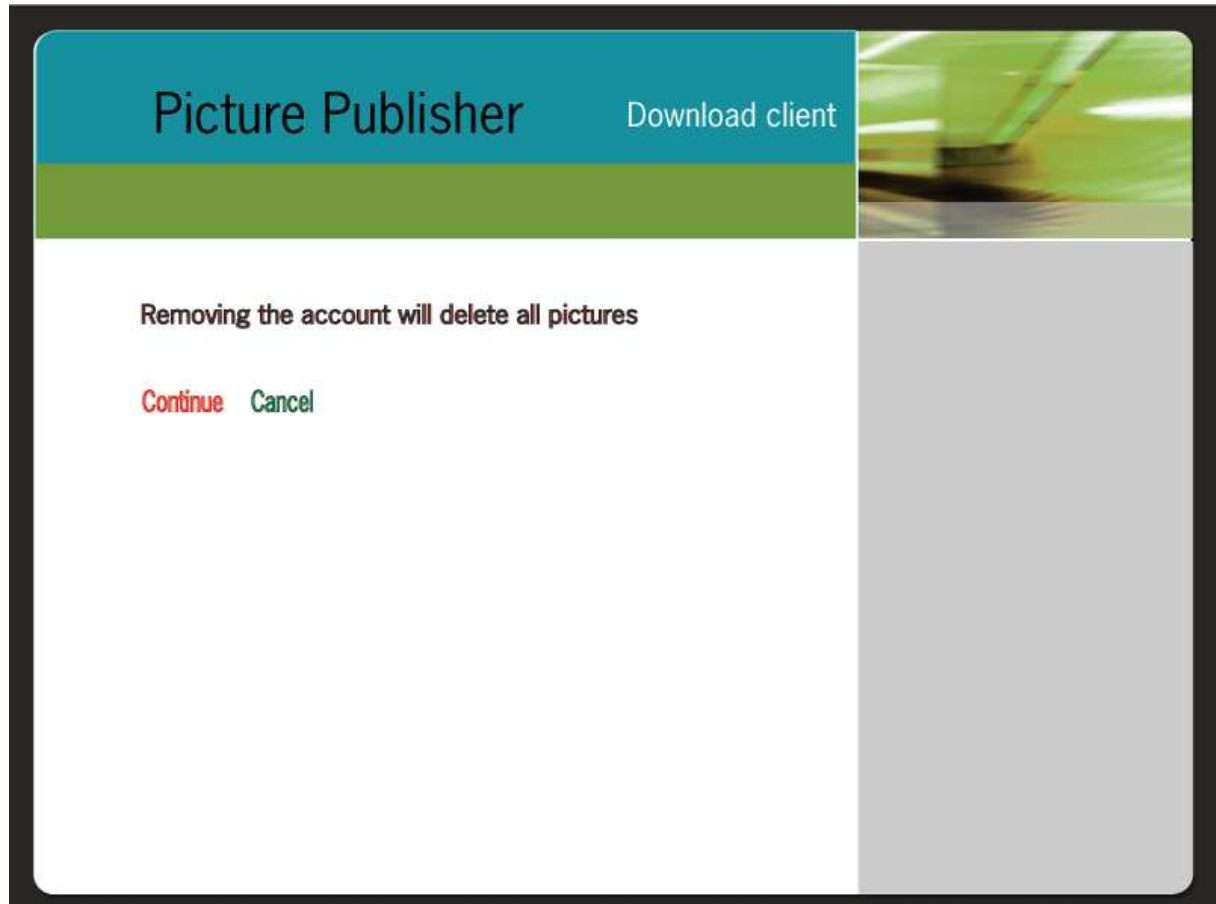 Picture Publisher Download client
Removing the account will delete all pictures
Continue Cancel